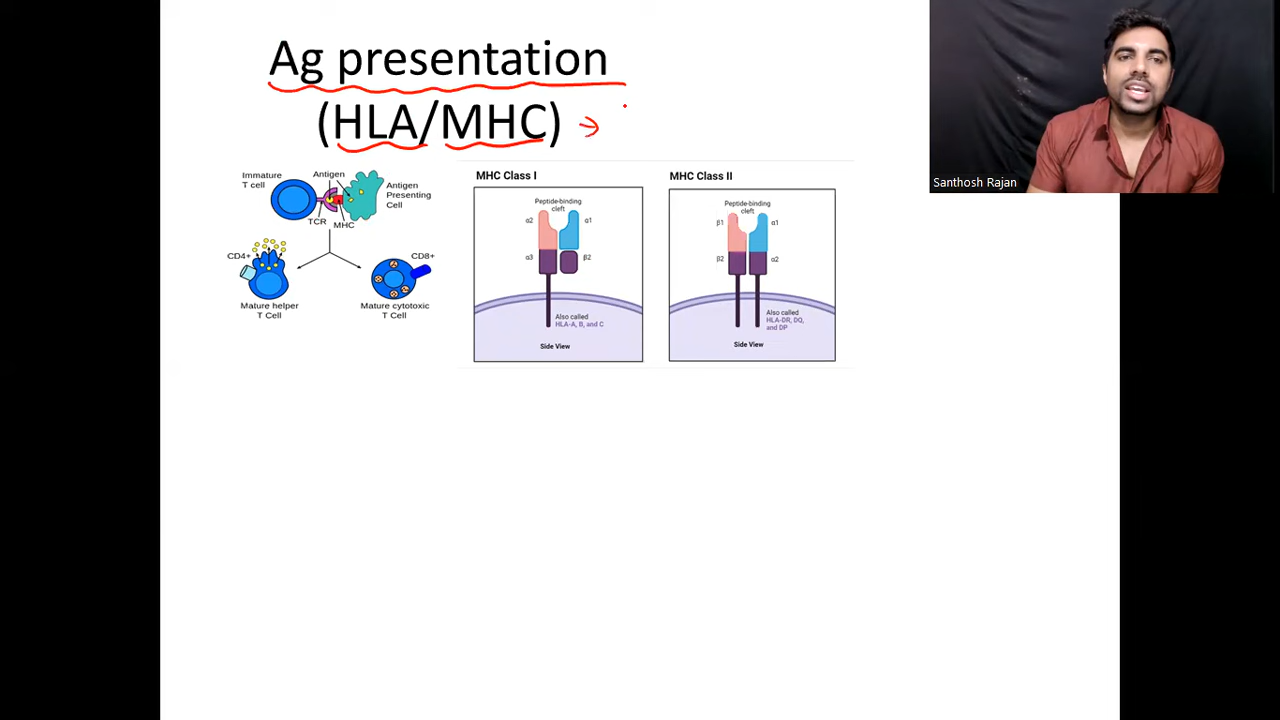 Ag presentation
(HLA/MHC) →
Immature
T cell
Antigen
Antigen
Presenting
Cell
TCR
MHC
CD4+
CD8+
Mature helper
T Cell
Mature cytotoxic
T Cell
MHC Class I
Peptide-binding
cleft
α2
α1
α3
β2
Also called
HLA-A, B, and C
Side View
MHC Class II
Peptide-binding
cleft
β1
α1
β2
α2
Also called
HLA-DR, DQ,
and DP
Side View
Santhosh Rajan